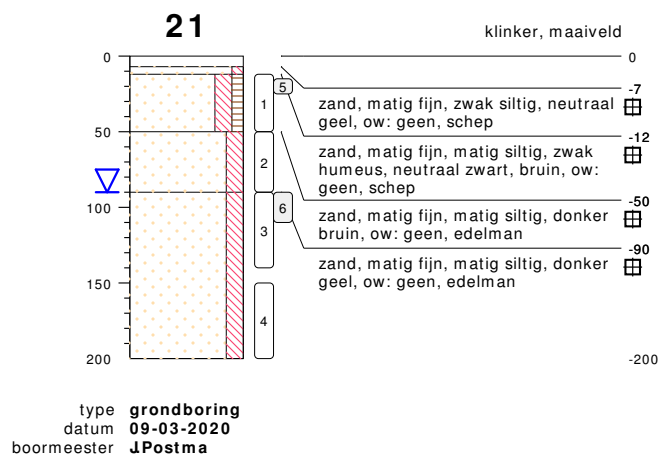 21
klinker, maaiveld
0
0
-7
5
zand, matig fijn, zwak siltig, neutraal
geel, ow: geen, schep
1
50
-12
zand, matig fijn, matig siltig, zwak
humeus, neutraal zwart, bruin, ow:
geen, schep
2
-50
100
6
zand, matig fijn, matig siltig, donker
bruin, ow: geen, edelman
3
-90
zand, matig fijn, matig siltig, donker
geel, ow: geen, edelman
150
4
200
-200
type grondboring
datum 09-03-2020
boormeester J.Postma